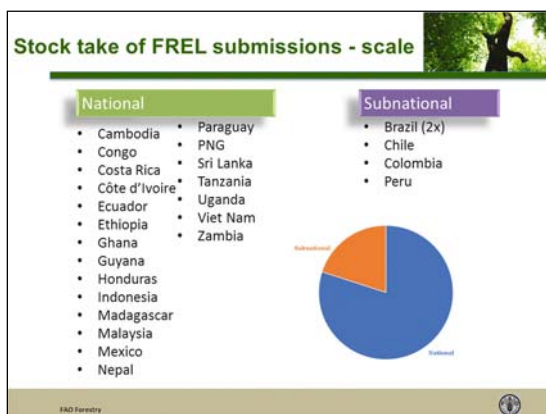 Stock take of FREL submissions - scale
National
• Cambodia
• Congo
• Costa Rica
• Côte d'Ivoire
• Ecuador
• Ethiopia
• Ghana
• Guyana
• Honduras
• Indonesia
• Madagascar
• Malaysia
• Mexico
• Nepal
• Paraguay
• PNG
• Sri Lanka
• Tanzania
• Uganda
• Viet Nam
• Zambia
Subnational
• Brazil (2x)
• Chile
• Colombia
• Peru
Subnational
National
FAO Forestry